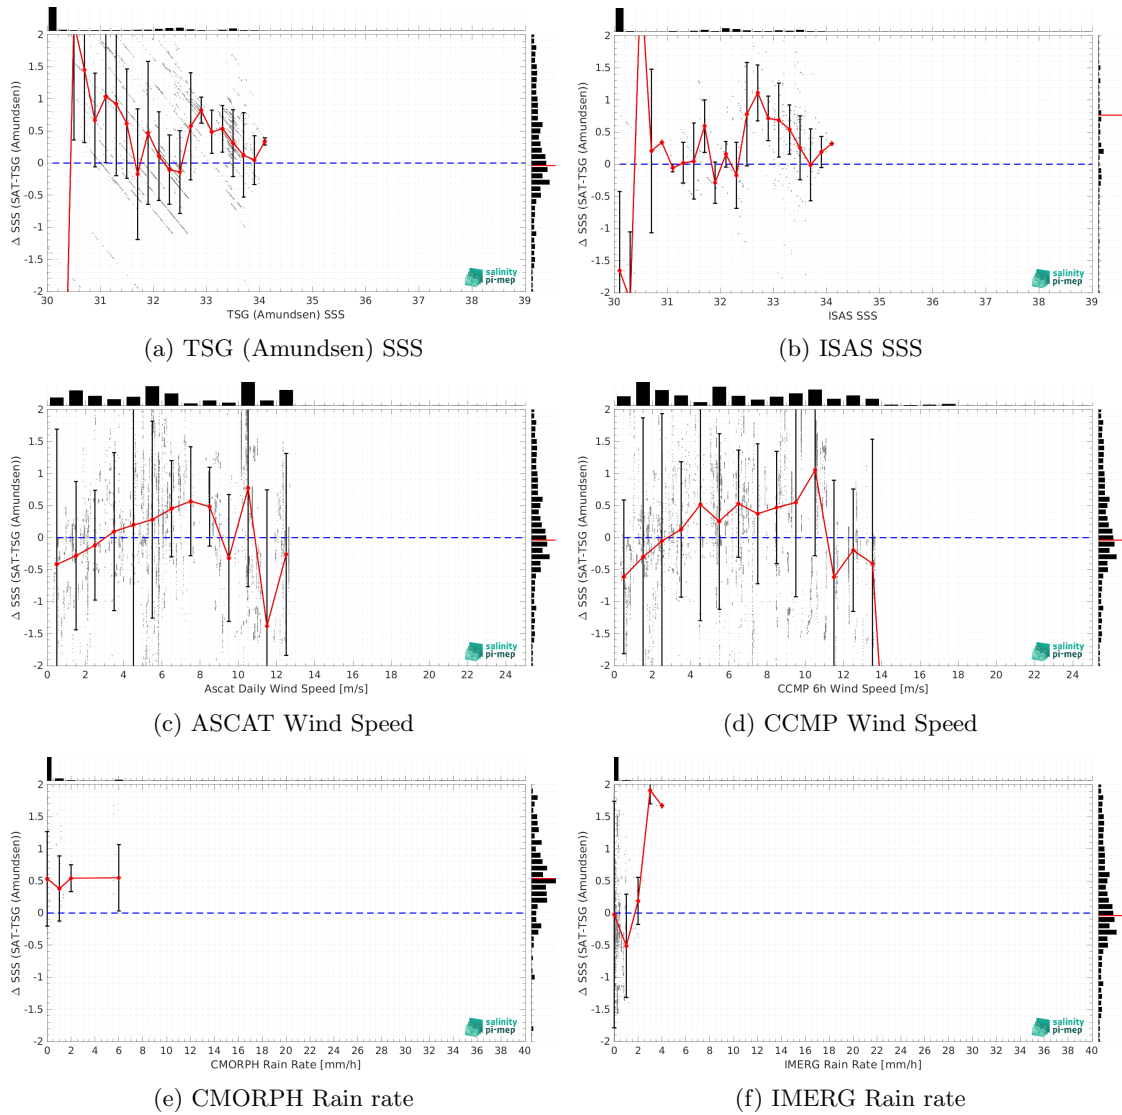 2
1.5
1
0.5
0
-0.5
-1
-1.5
-2
Δ SSS (SAT-TSG (Amundsen))
30 31 32 33 34 35 36 37 38 39
TSG (Amundsen) SSS
salinity
pi-mep
(a) TSG (Amundsen) SSS
2
1.5
1
0.5
0
-0.5
-1
-1.5
-2
Δ SSS (SAT-TSG (Amundsen))
30 31 32 33 34 35 36 37 38 39
ISAS SSS
salinity
pi-mep
(b) ISAS SSS
2
1.5
1
0.5
0
-0.5
-1
-1.5
-2
Δ SSS (SAT-TSG (Amundsen))
0 2 4 6 8 10 12 14 16 18 20 22 24
Ascat Daily Wind Speed [m/s]
salinity
pi-mep
(c) ASCAT Wind Speed
2
1.5
1
0.5
0
-0.5
-1
-1.5
-2
Δ SSS (SAT-TSG (Amundsen))
0 2 4 6 8 10 12 14 16 18 20 22 24
CCMP 6h Wind Speed [m/s]
salinity
pi-mep
(d) CCMP Wind Speed
2
1.5
1
0.5
0
-0.5
-1
-1.5
-2
Δ SSS (SAT-TSG (Amundsen))
0 2 4 6 8 10 12 14 16 18 20 22 24 26 28 30 32 34 36 38 40
CMORPH Rain Rate [mm/h]
salinity
pi-mep
(e) CMORPH Rain rate
2
1.5
1
0.5
0
-0.5
-1
-1.5
-2
Δ SSS (SAT-TSG (Amundsen))
0 2 4 6 8 10 12 14 16 18 20 22 24 26 28 30 32 34 36 38 40
IMERG Rain Rate [mm/h]
salinity
pi-mep
(f) IMERG Rain rate